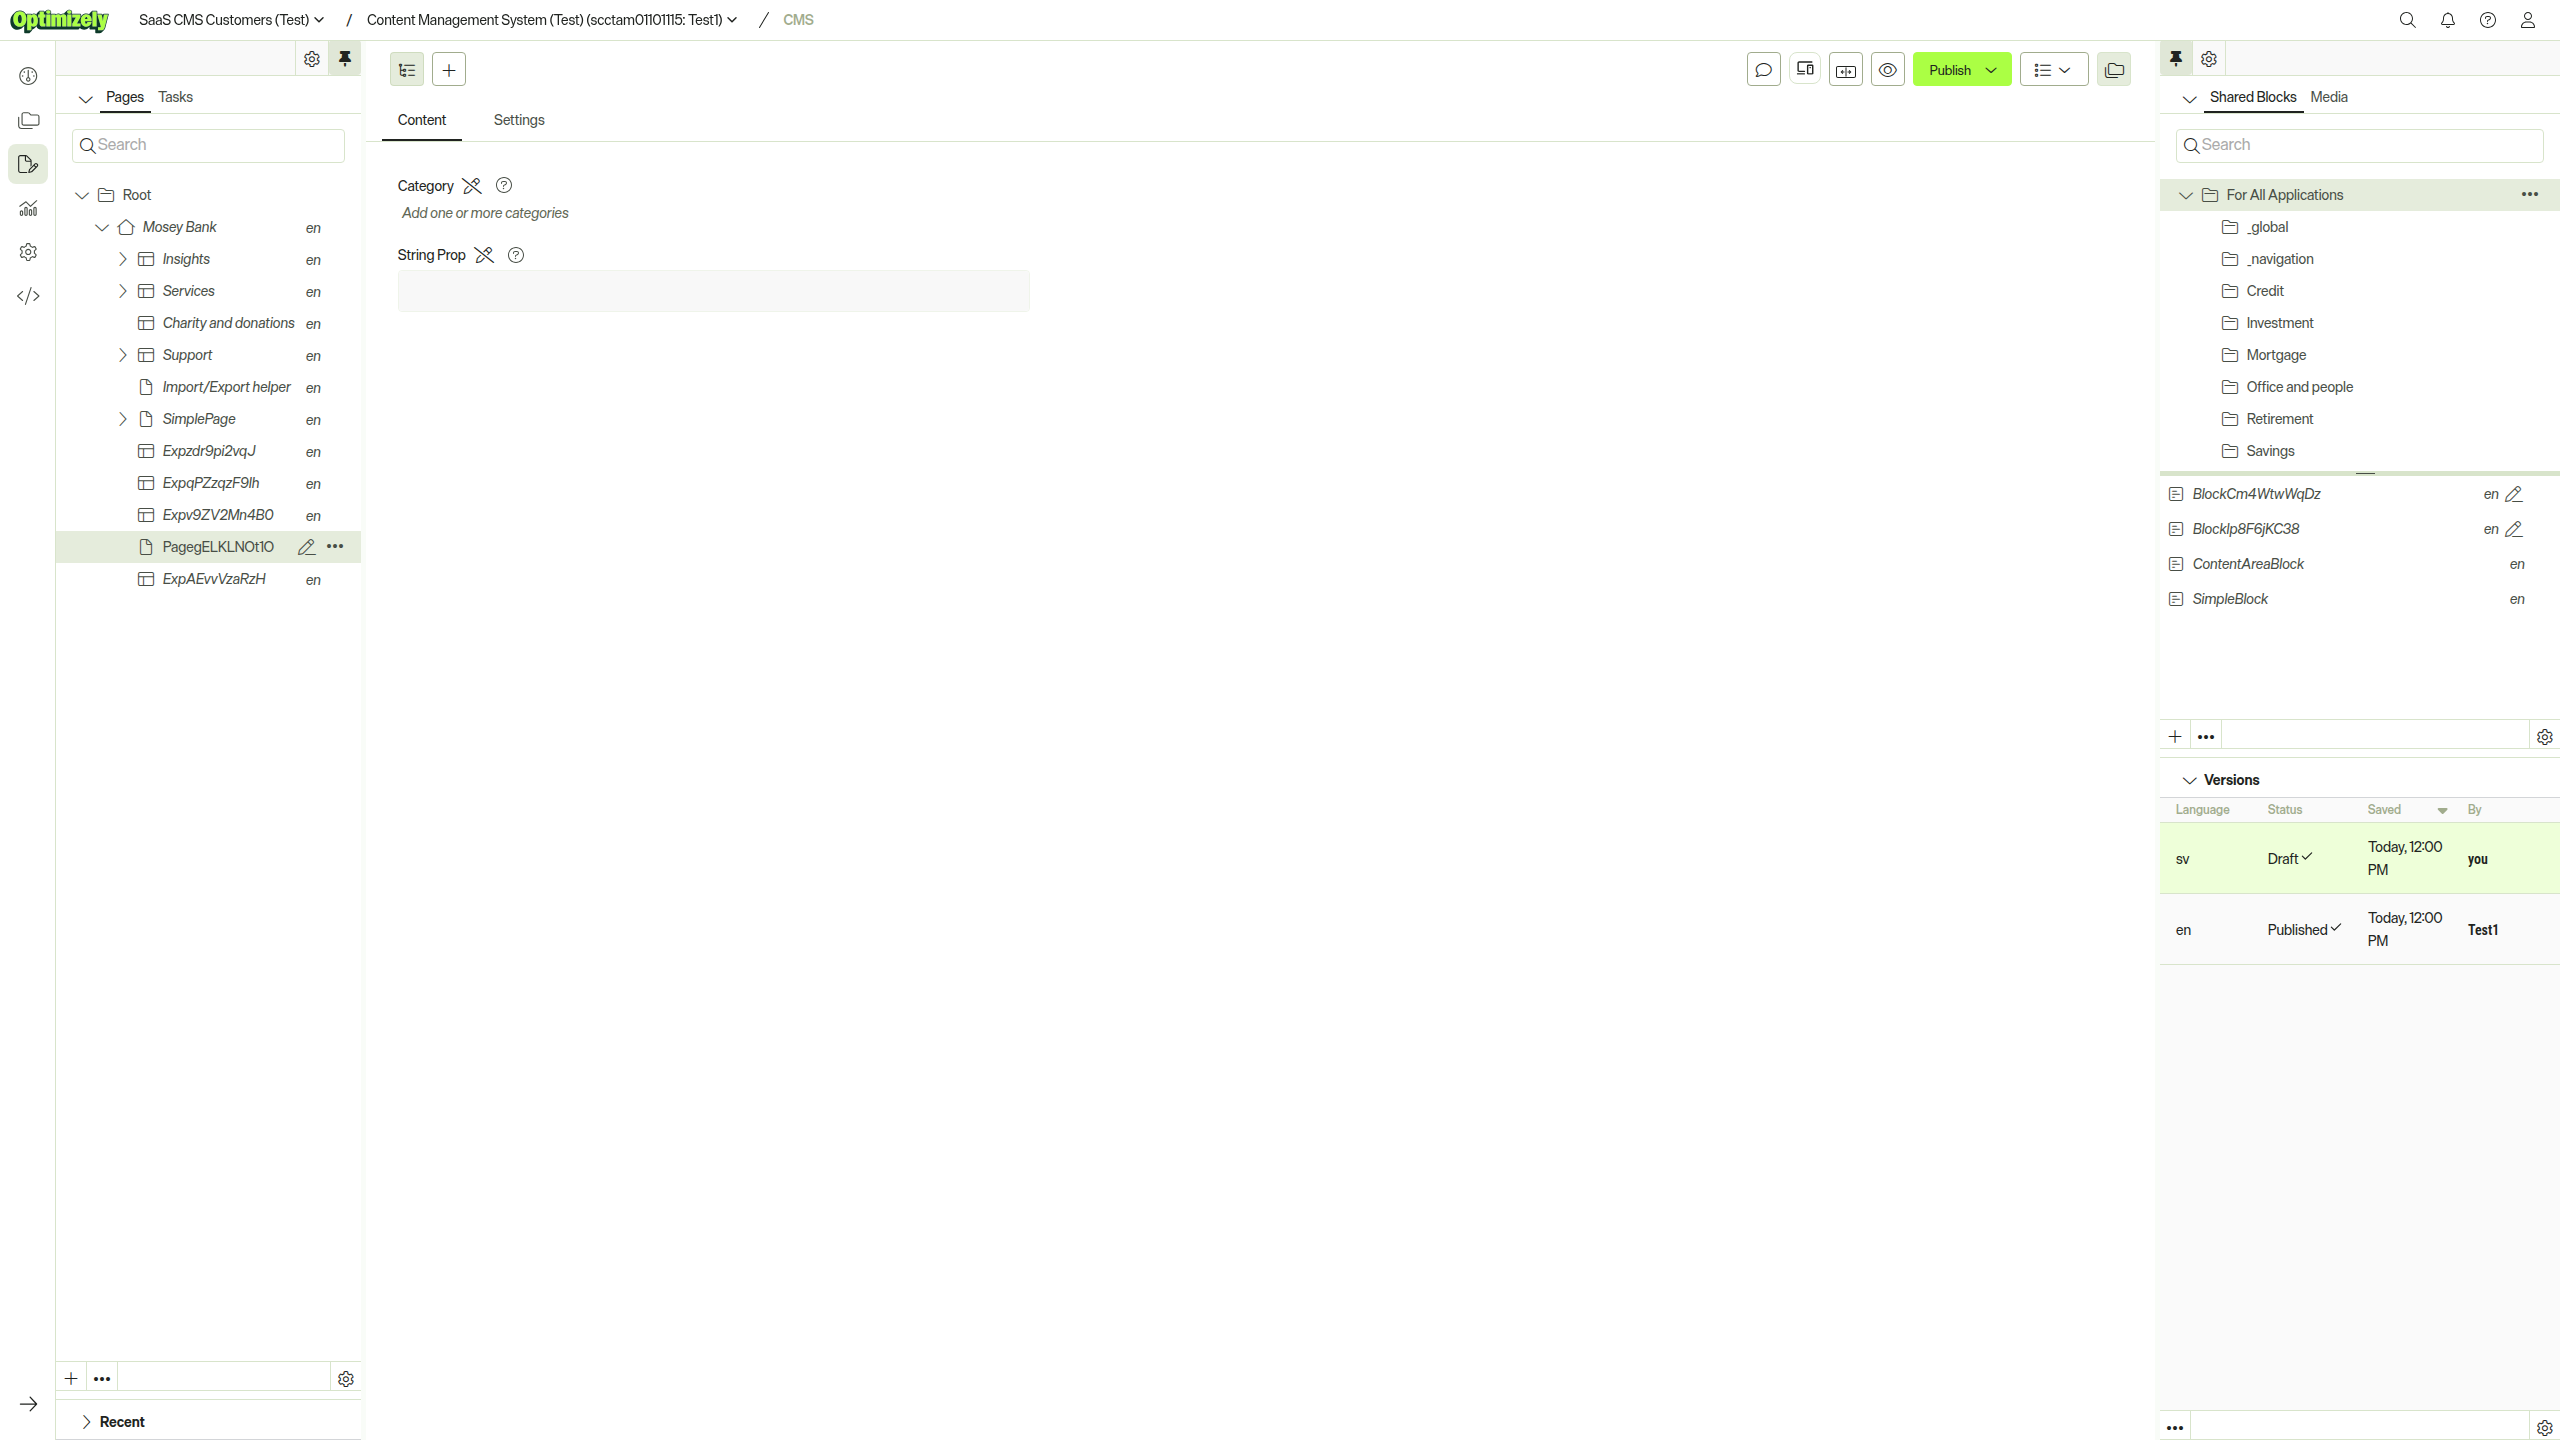 Optimizely
SaaS CMS Customers (Test) / Content Management System (Test) (scctam01101115: Test1) / CMS
Pages Tasks
Search
Root
Mosey Bank en
Insights en
Services en
Charity and donations en
Support en
Import/Export helper en
SimplePage en
Expzdr9pi2vqJ en
ExpqPZzqzF9Ih en
Expv9ZV2Mn4B0 en
PagegELKLNOt1O
ExpAEvvVzaRzH en
Recent
Publish
Content Settings
Category
Add one or more categories
String Prop
Shared Blocks Media
Search
For All Applications
_global
_navigation
Credit
Investment
Mortgage
Office and people
Retirement
Savings
BlockCm4WtwWqDz en
BlockIp8F6jKC38 en
ContentAreaBlock en
SimpleBlock en
Versions
Language Status Saved By
sv Draft Today, 12:00 PM you
en Published Today, 12:00 PM Test1